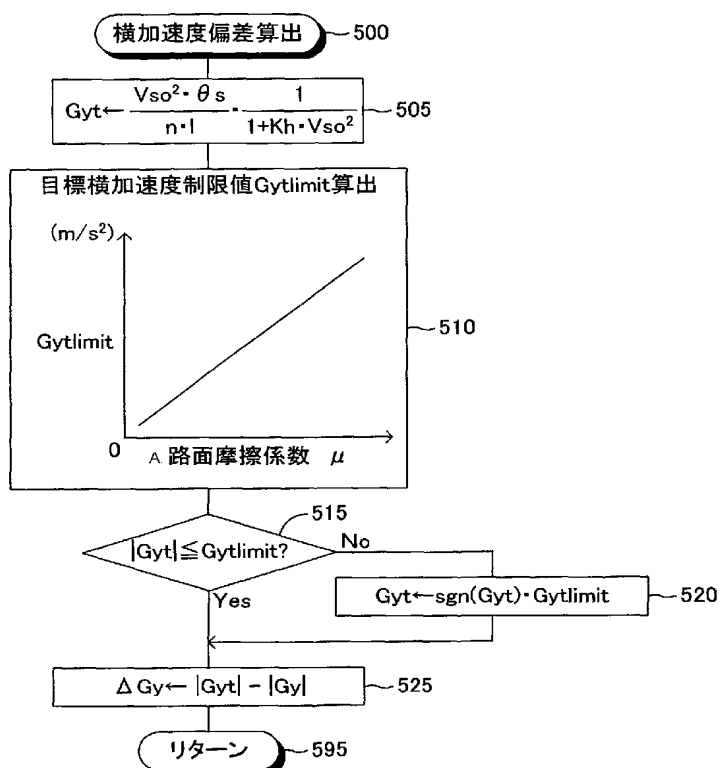 横加速度偏差算出
500
Gyt← Vso²・θs / n・l ・ 1 / 1+Kh・Vso²
505
目標横加速度制限値Gytlimit算出
(m/s²)
Gytlimit
510
0
A. 路面摩擦係数 μ
515
|Gyt|≦Gytlimit?
No
Yes
Gyt←sgn(Gyt)・Gytlimit
520
ΔGy← |Gyt| - |Gy|
525
リターン
595